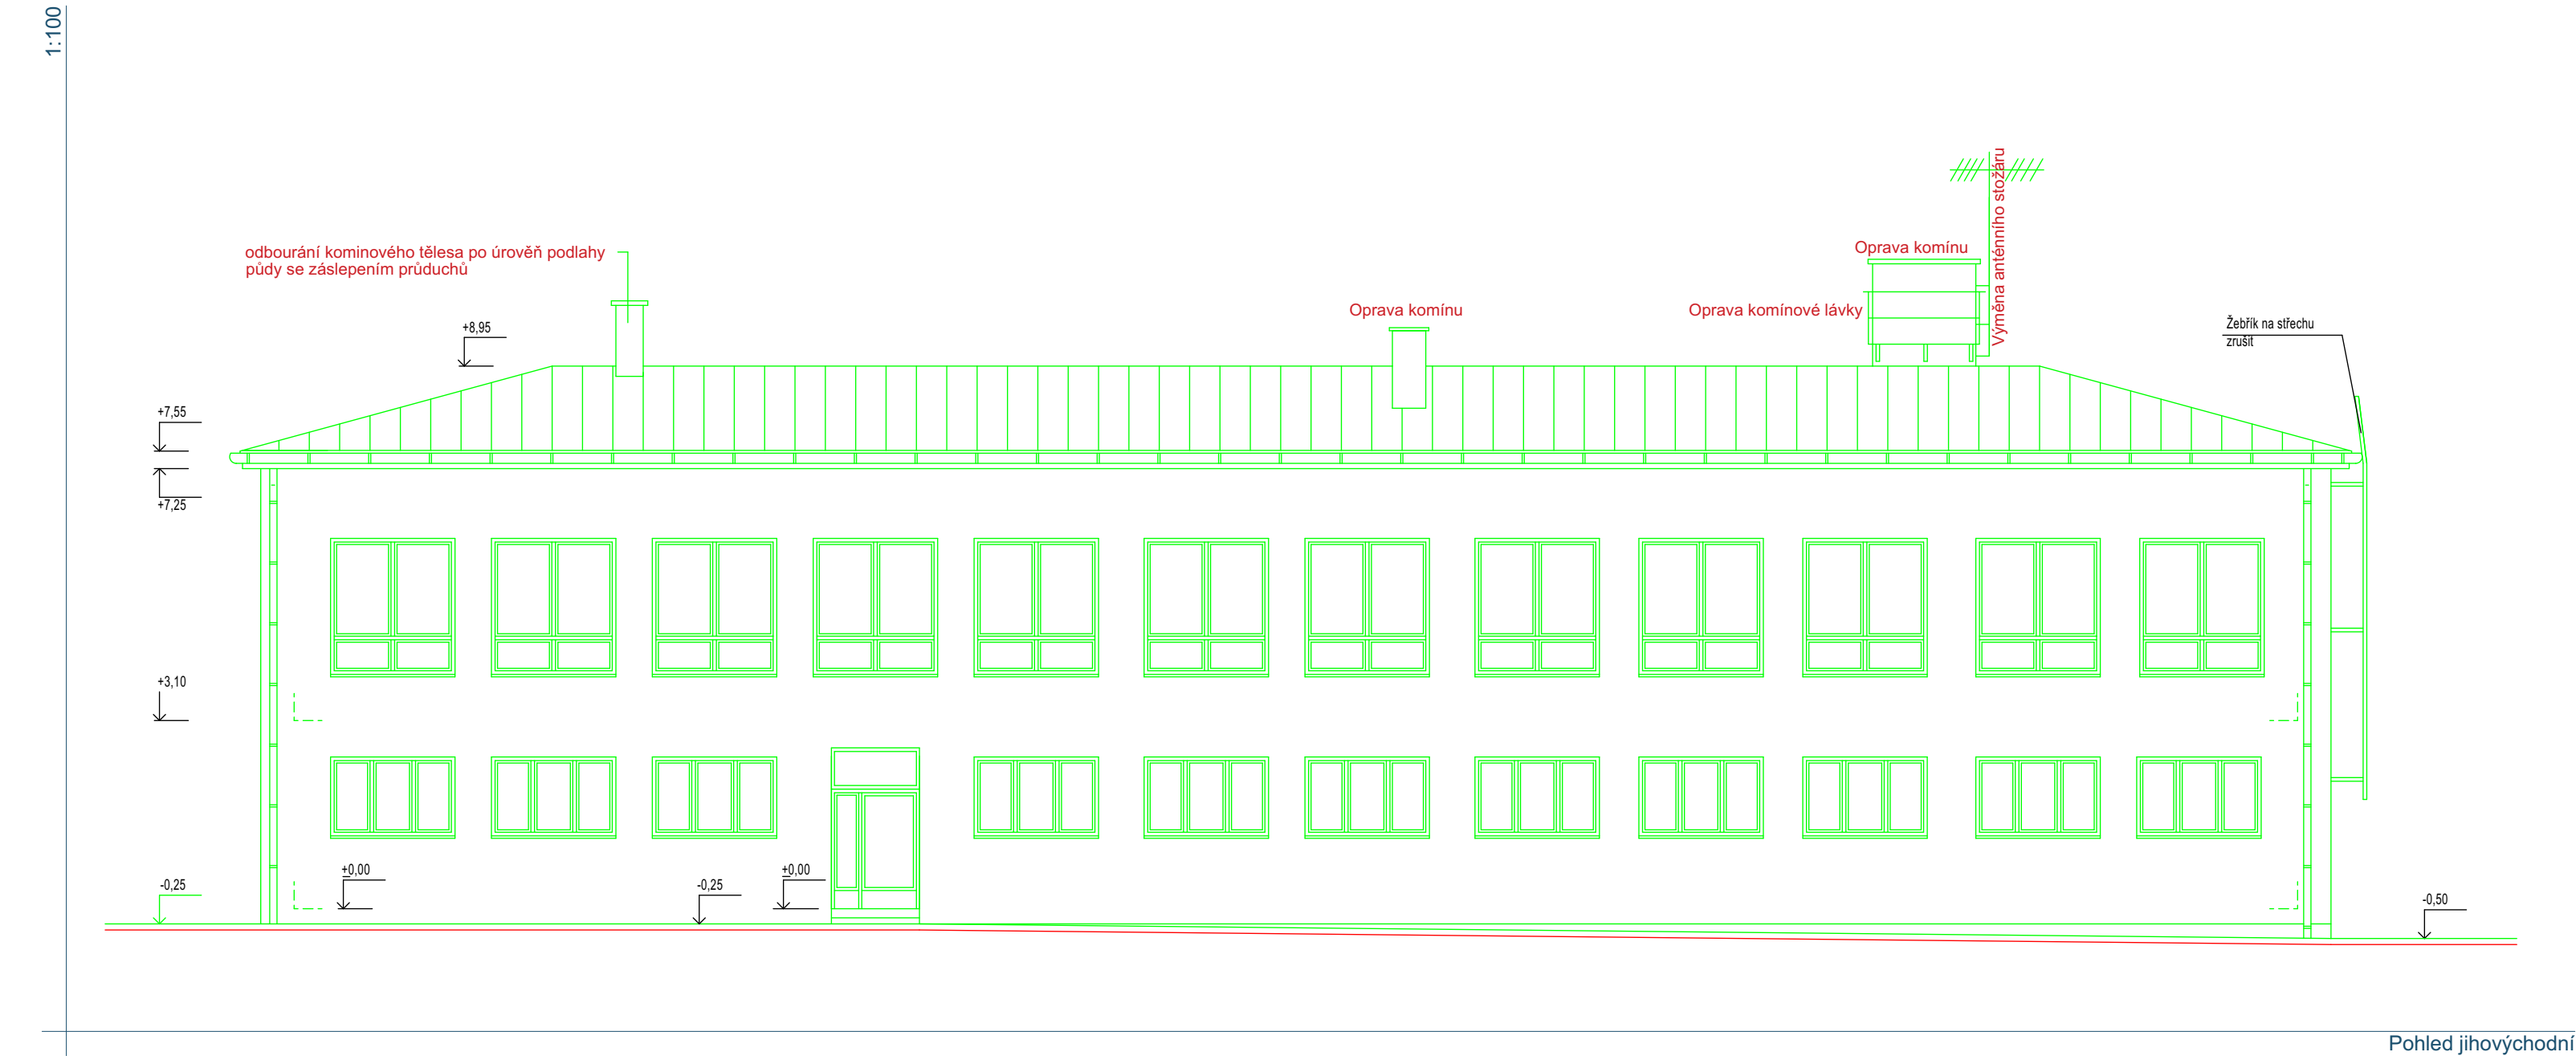 1:100
Výměna anténního stožáru
odbourání kominového tělesa po úrověň podlahy
půdy se záslepením průduchů
Oprava komínu
Oprava komínu
Oprava komínové lávky
+8,95
Žebřík na střechu
zrušit
+7,55
+7,25
+3,10
±0,00
±0,00
-0,25
-0,25
-0,50
Pohled jihovýchodní